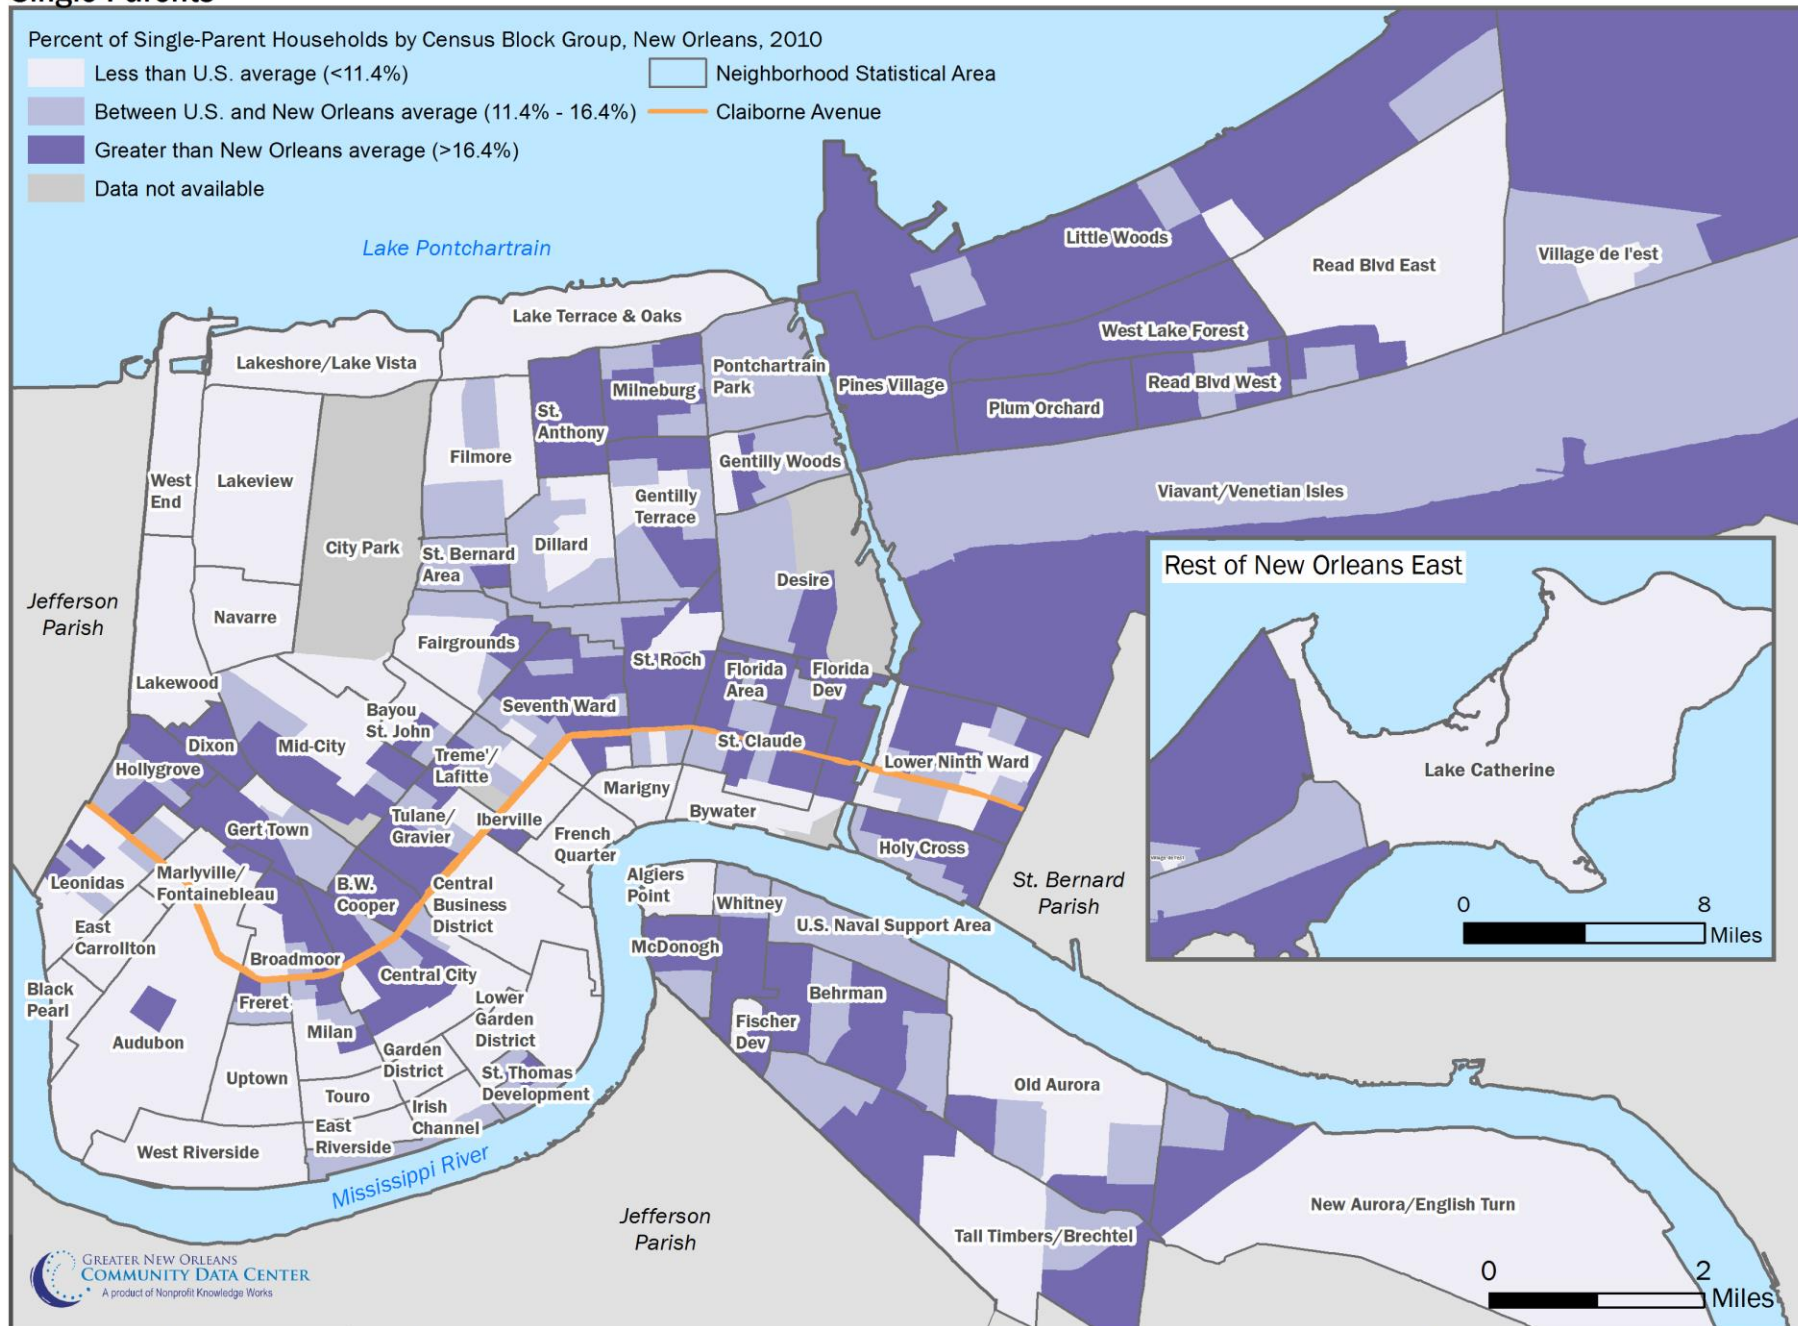 Single Parents
Percent of Single-Parent Households by Census Block Group, New Orleans, 2010
Less than U.S. average (<11.4%)
Neighborhood Statistical Area
Between U.S. and New Orleans average (11.4% - 16.4%)
Claiborne Avenue
Greater than New Orleans average (>16.4%)
Data not available
Lake Pontchartrain
Little Woods
Read Blvd East
Village de l'est
Lake Terrace & Oaks
West Lake Forest
Lakeshore/Lake Vista
Pontchartrain
Park
Milneburg
Pines Village
Read Blvd West
Plum Orchard
St.
Anthony
Filmore
Gentilly Woods
West
End
Lakeview
Gentilly
Terrace
Viavant/Venetian Isles
City Park
St. Bernard
Area
Dillard
Desire
Jefferson
Parish
Navarre
Fairgrounds
St. Roch
Florida
Area
Florida
Dev
Lakewood
Seventh Ward
Bayou
St. John
Dixon
Mid-City
Treme'/
Lafitte
St. Claude
Lower Ninth Ward
Hollygrove
Marigny
Bywater
Tulane/
Gravier
Iberville
Gert Town
French
Quarter
Holy Cross
Leonidas
Marlyville/
Fontainebleau
B.W.
Cooper
Central
Business
District
Algiers
Point
Whitney
St. Bernard
Parish
U.S. Naval Support Area
East
Carrollton
McDonogh
Broadmoor
Central City
Black
Pearl
Freret
Lower
Garden
District
Behrman
Milan
Fischer
Dev
Audubon
Garden
District
St. Thomas
Development
Uptown
Touro
Old Aurora
Irish
Channel
East
Riverside
West Riverside
Mississippi River
Jefferson
Parish
Tall Timbers/Brechtel
New Aurora/English Turn
Rest of New Orleans East
Lake Catherine
Village de l'est
0 8
Miles
0 2
Miles
GREATER NEW ORLEANS
COMMUNITY DATA CENTER
A product of Nonprofit Knowledge Works